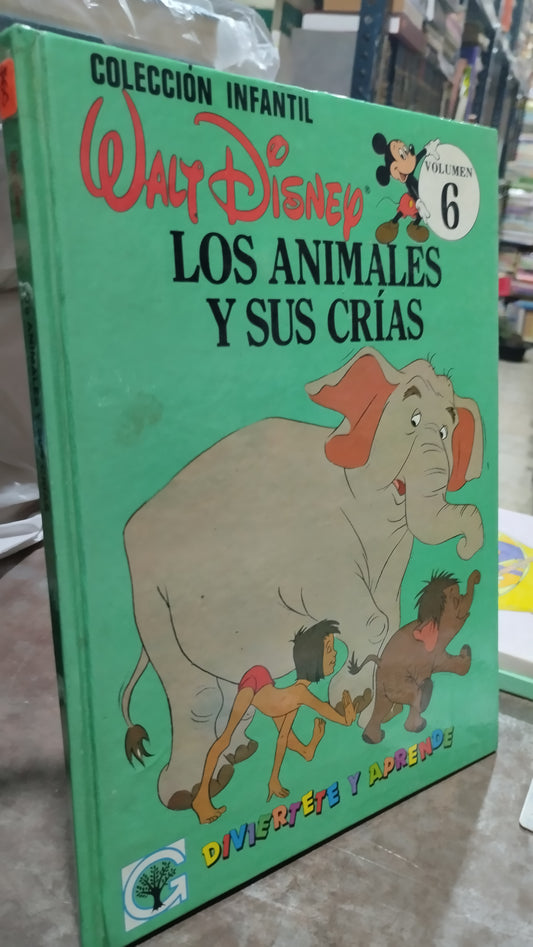 COLECCIÓN INFANTIL
WALT DISNEY®
VOLUMEN
6
LOS ANIMALES
Y SUS CRÍAS
DIVIERTETE Y APRENDE
G